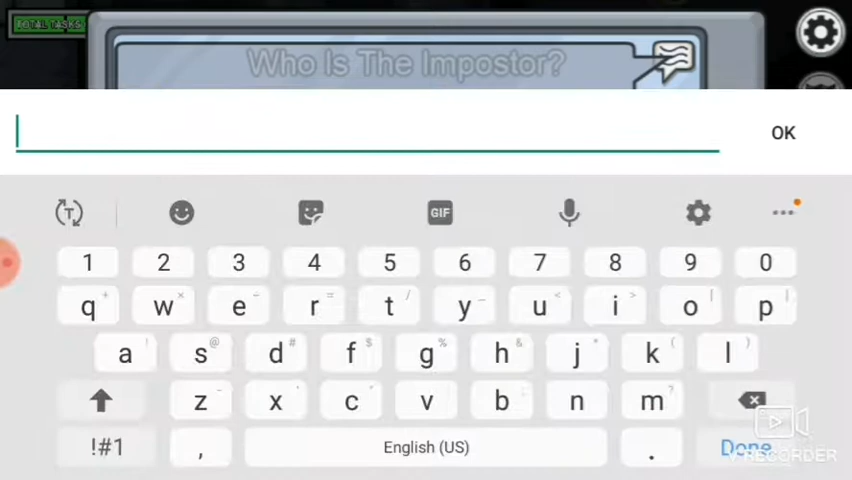 TOTAL TASKS
Who Is The Impostor?
OK
T GIF
1 2 3 4 5 6 7 8 9 0
q w e r t y u i o p
a s d f g h j k l
z x c v b n m
!#1 , English (US) . Done
V RECORDER